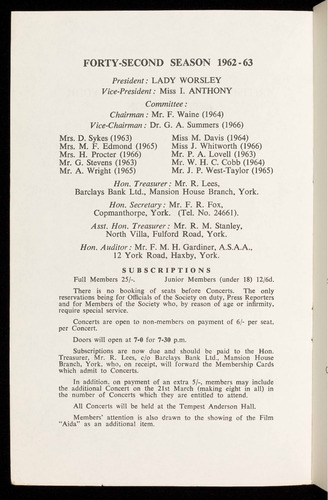 FORTY-SECOND SEASON 1962-63
President : LADY WORSLEY
Vice-President : Miss I. ANTHONY
Committee :
Chairman : Mr. F. Waine (1964)
Vice-Chairman : Dr. G. A. Summers (1966)
Mrs. D. Sykes (1963) Miss M. Davis (1964)
Mrs. M. F. Edmond (1965) Miss J. Whitworth (1966)
Mrs. H. Procter (1966) Mr. P. A. Lovell (1963)
Mr. G. Stevens (1963) Mr. W. H. C. Cobb (1964)
Mr. A. Wright (1965) Mr. J. P. West-Taylor (1965)
Hon. Treasurer : Mr. R. Lees,
Barclays Bank Ltd., Mansion House Branch, York.
Hon. Secretary : Mr. F. R. Fox,
Copmanthorpe, York. (Tel. No. 24661).
Asst. Hon. Treasurer : Mr. R. M. Stanley,
North Villa, Fulford Road, York.
Hon. Auditor : Mr. F. M. H. Gardiner, A.S.A.A.,
12 York Road, Haxby, York.
SUBSCRIPTIONS
Full Members 25/-. Junior Members (under 18) 12/6d.
There is no booking of seats before Concerts. The only
reservations being for Officials of the Society on duty, Press Reporters
and for Members of the Society who, by reason of age or infirmity,
require special service.
Concerts are open to non-members on payment of 6/- per seat,
per Concert.
Doors will open at 7-0 for 7-30 p.m.
Subscriptions are now due and should be paid to the Hon.
Treasurer, Mr. R. Lees, c/o Barclays Bank Ltd., Mansion House
Branch, York, who, on receipt, will forward the Membership Cards
which admit to Concerts.
In addition, on payment of an extra 5/-, members may include
the additional Concert on the 21st March (making eight in all) in
the number of Concerts which they are entitled to attend.
All Concerts will be held at the Tempest Anderson Hall.
Members' attention is also drawn to the showing of the Film
"Aida" as an additional item.